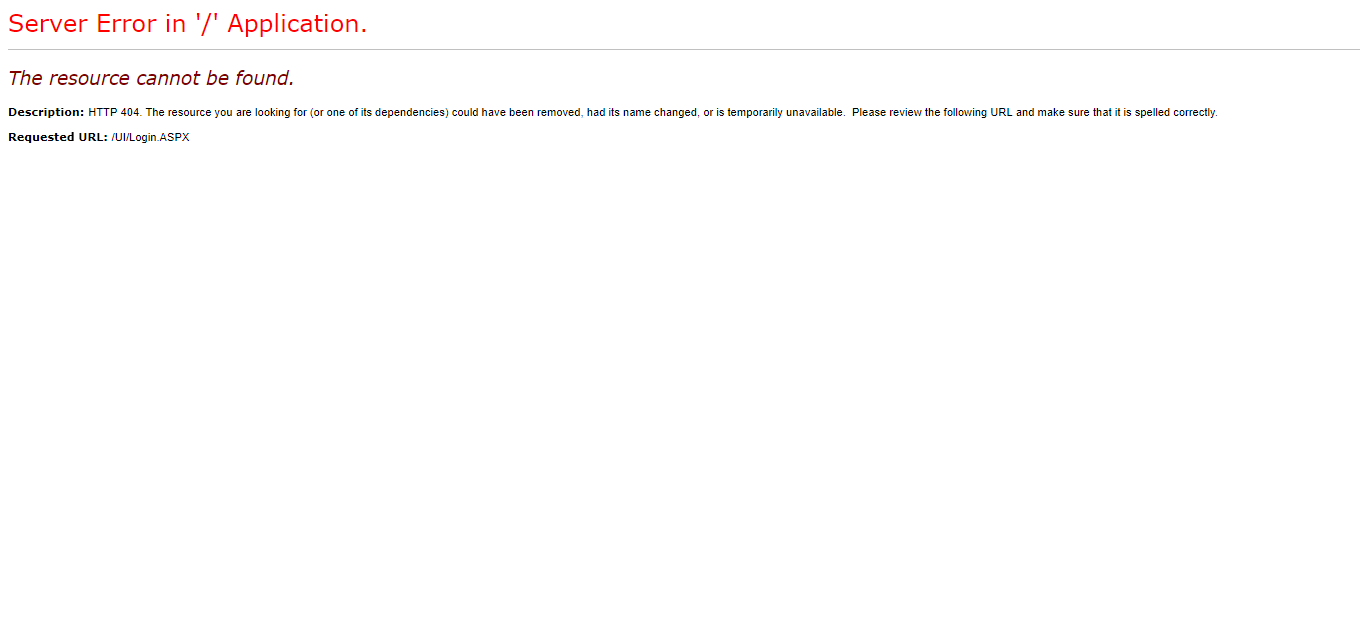 Server Error in '/' Application.
The resource cannot be found.
Description: HTTP 404. The resource you are looking for (or one of its dependencies) could have been removed, had its name changed, or is temporarily unavailable.  Please review the following URL and make sure that it is spelled correctly.
Requested URL: /UI/Login.ASPX